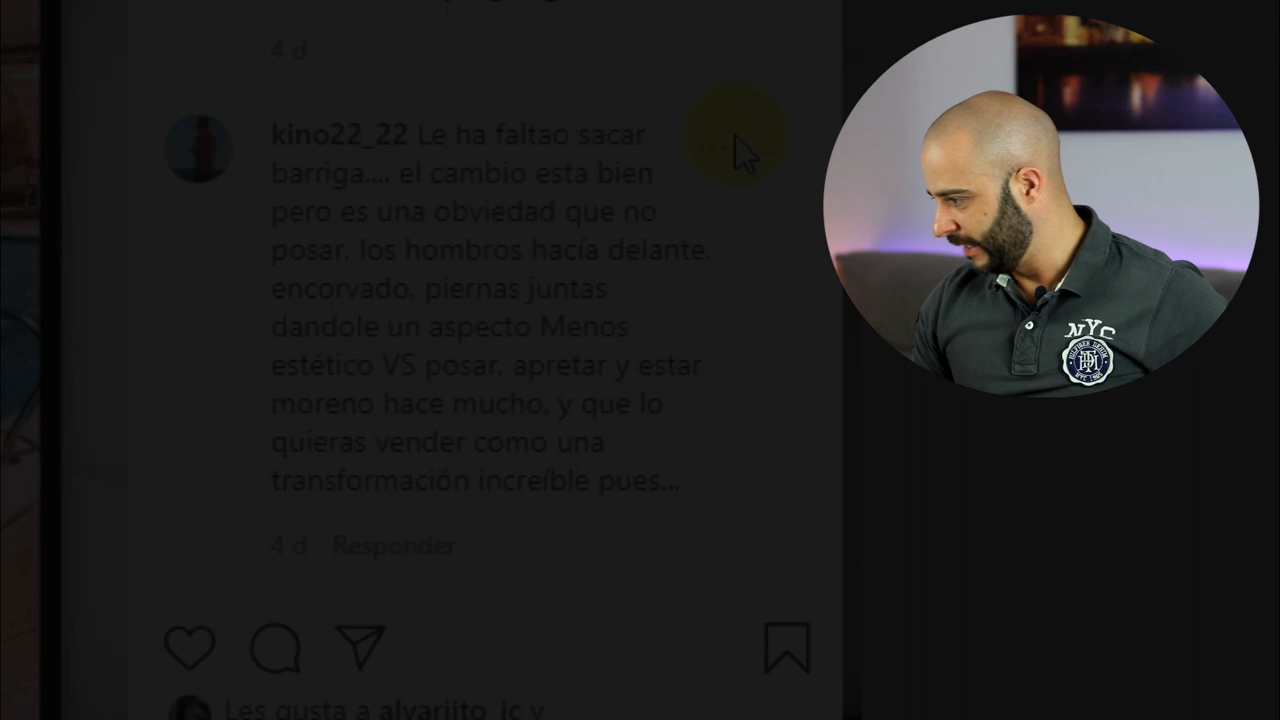 4 d
kino22_22 Le ha faltao sacar
barriga.... el cambio esta bien
pero es una obviedad que no
posar, los hombros hacía delante,
encorvado, piernas juntas
dandole un aspecto Menos
estético VS posar, apretar y estar
moreno hace mucho, y que lo
quieras vender como una
transformación increíble pues...
4 d Responder
Les gusta a alvarjito_jc y
NYC